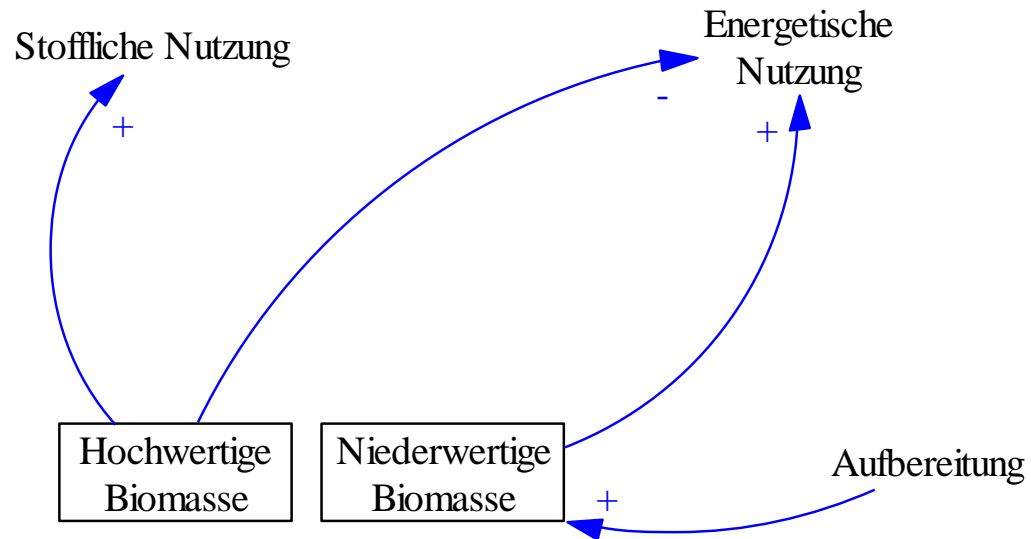 Stoffliche Nutzung
Energetische
Nutzung
+
-
+
Hochwertige
Biomasse
Niederwertige
Biomasse
Aufbereitung
+